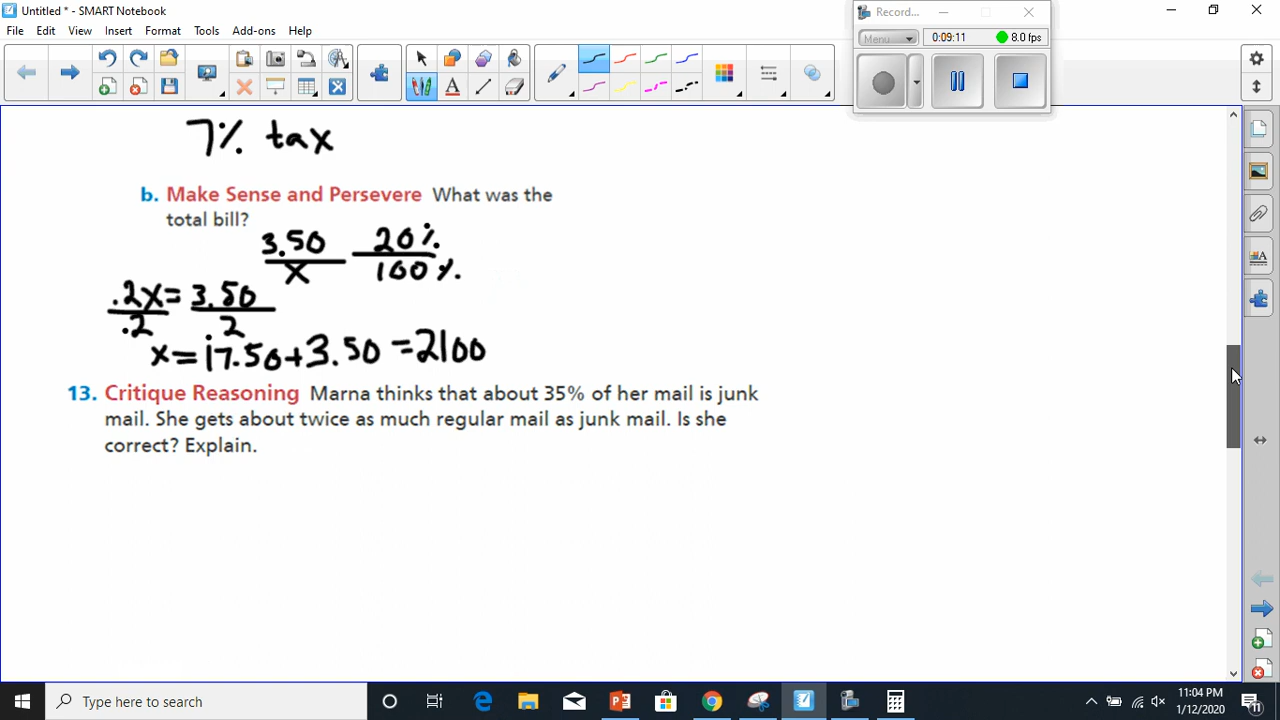 Untitled * - SMART Notebook
Record...
File Edit View Insert Format Tools Add-ons Help
Menu 0:09:11 8.0 fps
7% tax
b. Make Sense and Persevere What was the
total bill?
3.50 20%
x 100%
.2x = 3.50
.2 .2
x = 17.50 + 3.50 = 2100
13. Critique Reasoning Marna thinks that about 35% of her mail is junk
mail. She gets about twice as much regular mail as junk mail. Is she
correct? Explain.
Type here to search
11:04 PM
1/12/2020
11